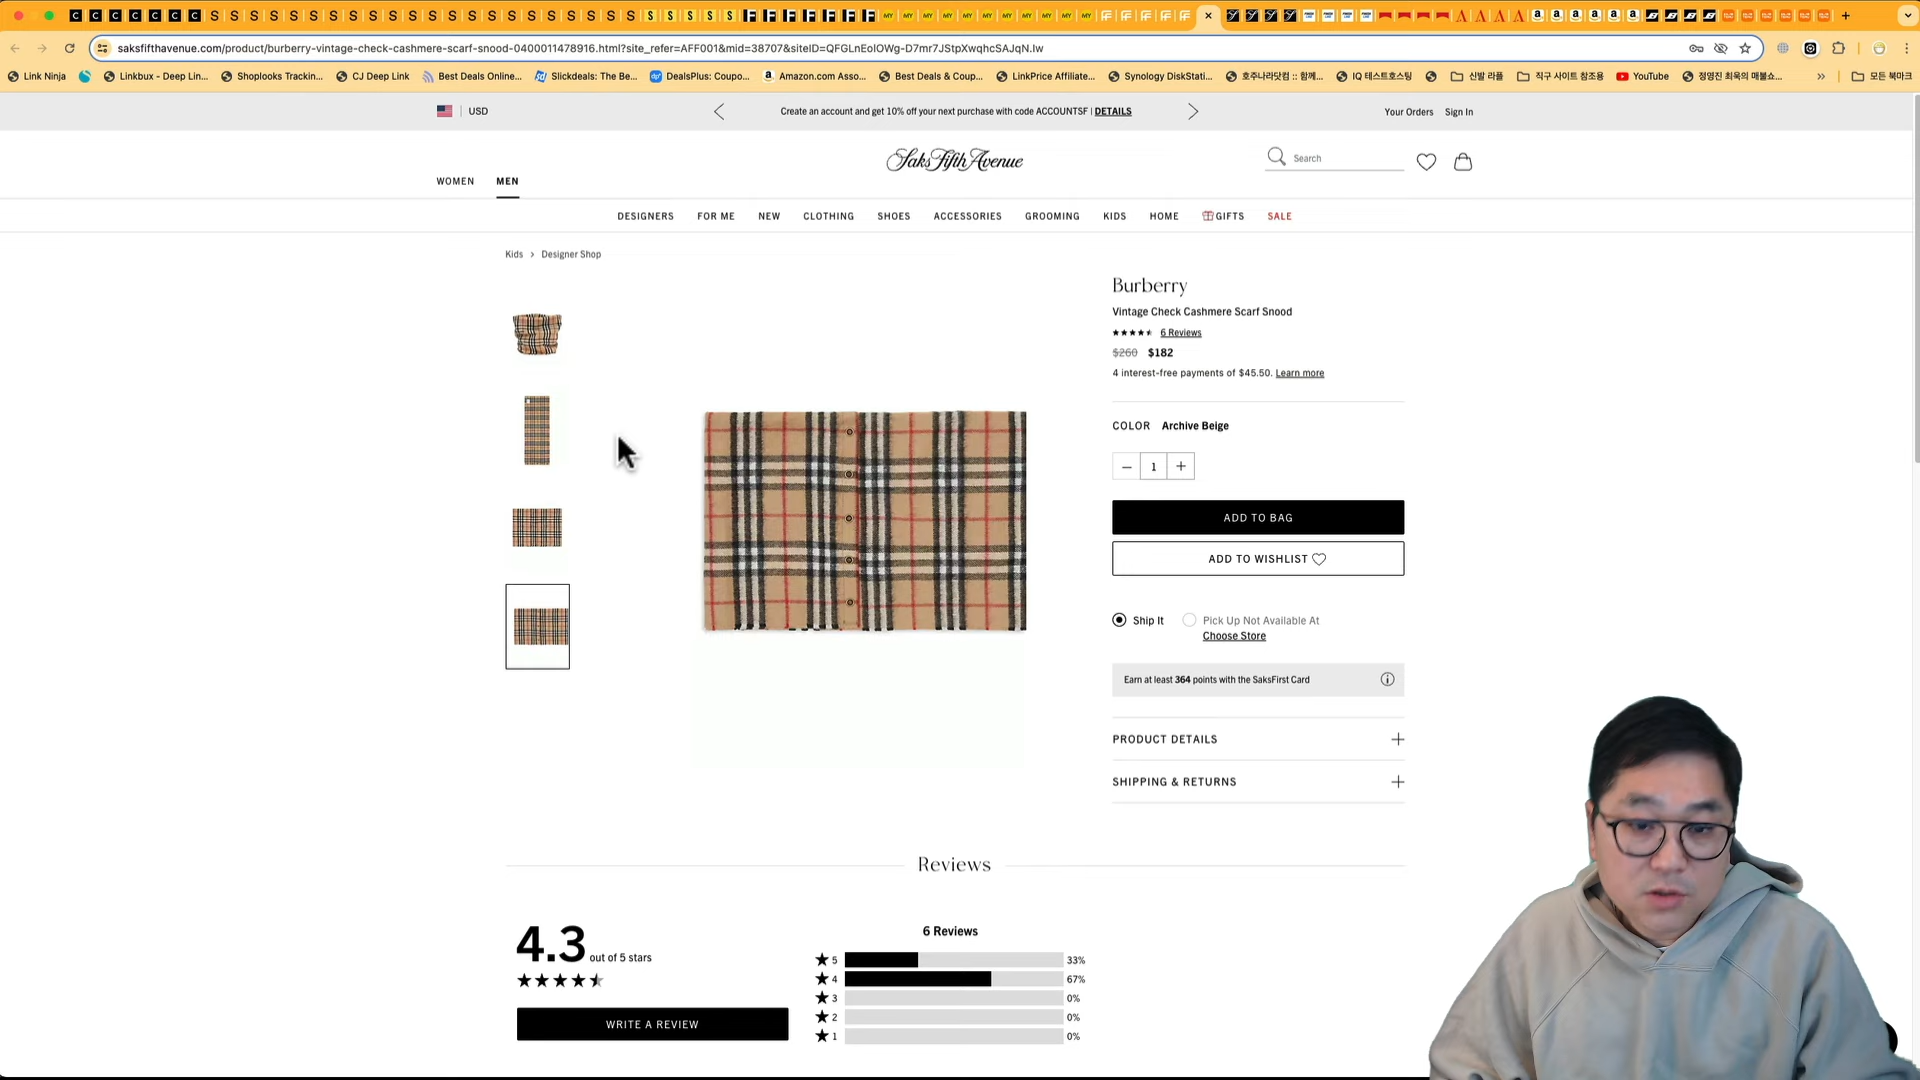 saksfifthavenue.com/product/burberry-vintage-check-cashmere-scarf-snood-0400011478916.html?site_refer=AFF001&mid=38707&siteID=QFGLnEolOWg-D7mr7JStpXwqhcSAJqN.Iw
Link Ninja
Linkbux - Deep Lin...
Shoplooks Trackin...
CJ Deep Link
Best Deals Online...
Slickdeals: The Be...
DealsPlus: Coupo...
Amazon.com Asso...
Best Deals & Coup...
LinkPrice Affiliate...
Synology DiskStati...
호주나라닷컴 :: 함께...
IQ 테스트호스팅
신발 라플
직구 사이트 참조용
YouTube
정영진 최욱의 매불쇼...
모든 북마크
USD
Create an account and get 10% off your next purchase with code ACCOUNTSF | DETAILS
Your Orders
Sign In
WOMEN
MEN
Saks Fifth Avenue
Search
DESIGNERS
FOR ME
NEW
CLOTHING
SHOES
ACCESSORIES
GROOMING
KIDS
HOME
GIFTS
SALE
Kids > Designer Shop
Burberry
Vintage Check Cashmere Scarf Snood
6 Reviews
$260 $182
4 interest-free payments of $45.50. Learn more
COLOR Archive Beige
− 1 +
ADD TO BAG
ADD TO WISHLIST
Ship It
Pick Up Not Available At
Choose Store
Earn at least 364 points with the SaksFirst Card
PRODUCT DETAILS
SHIPPING & RETURNS
Reviews
4.3 out of 5 stars
WRITE A REVIEW
6 Reviews
5 33%
4 67%
3 0%
2 0%
1 0%